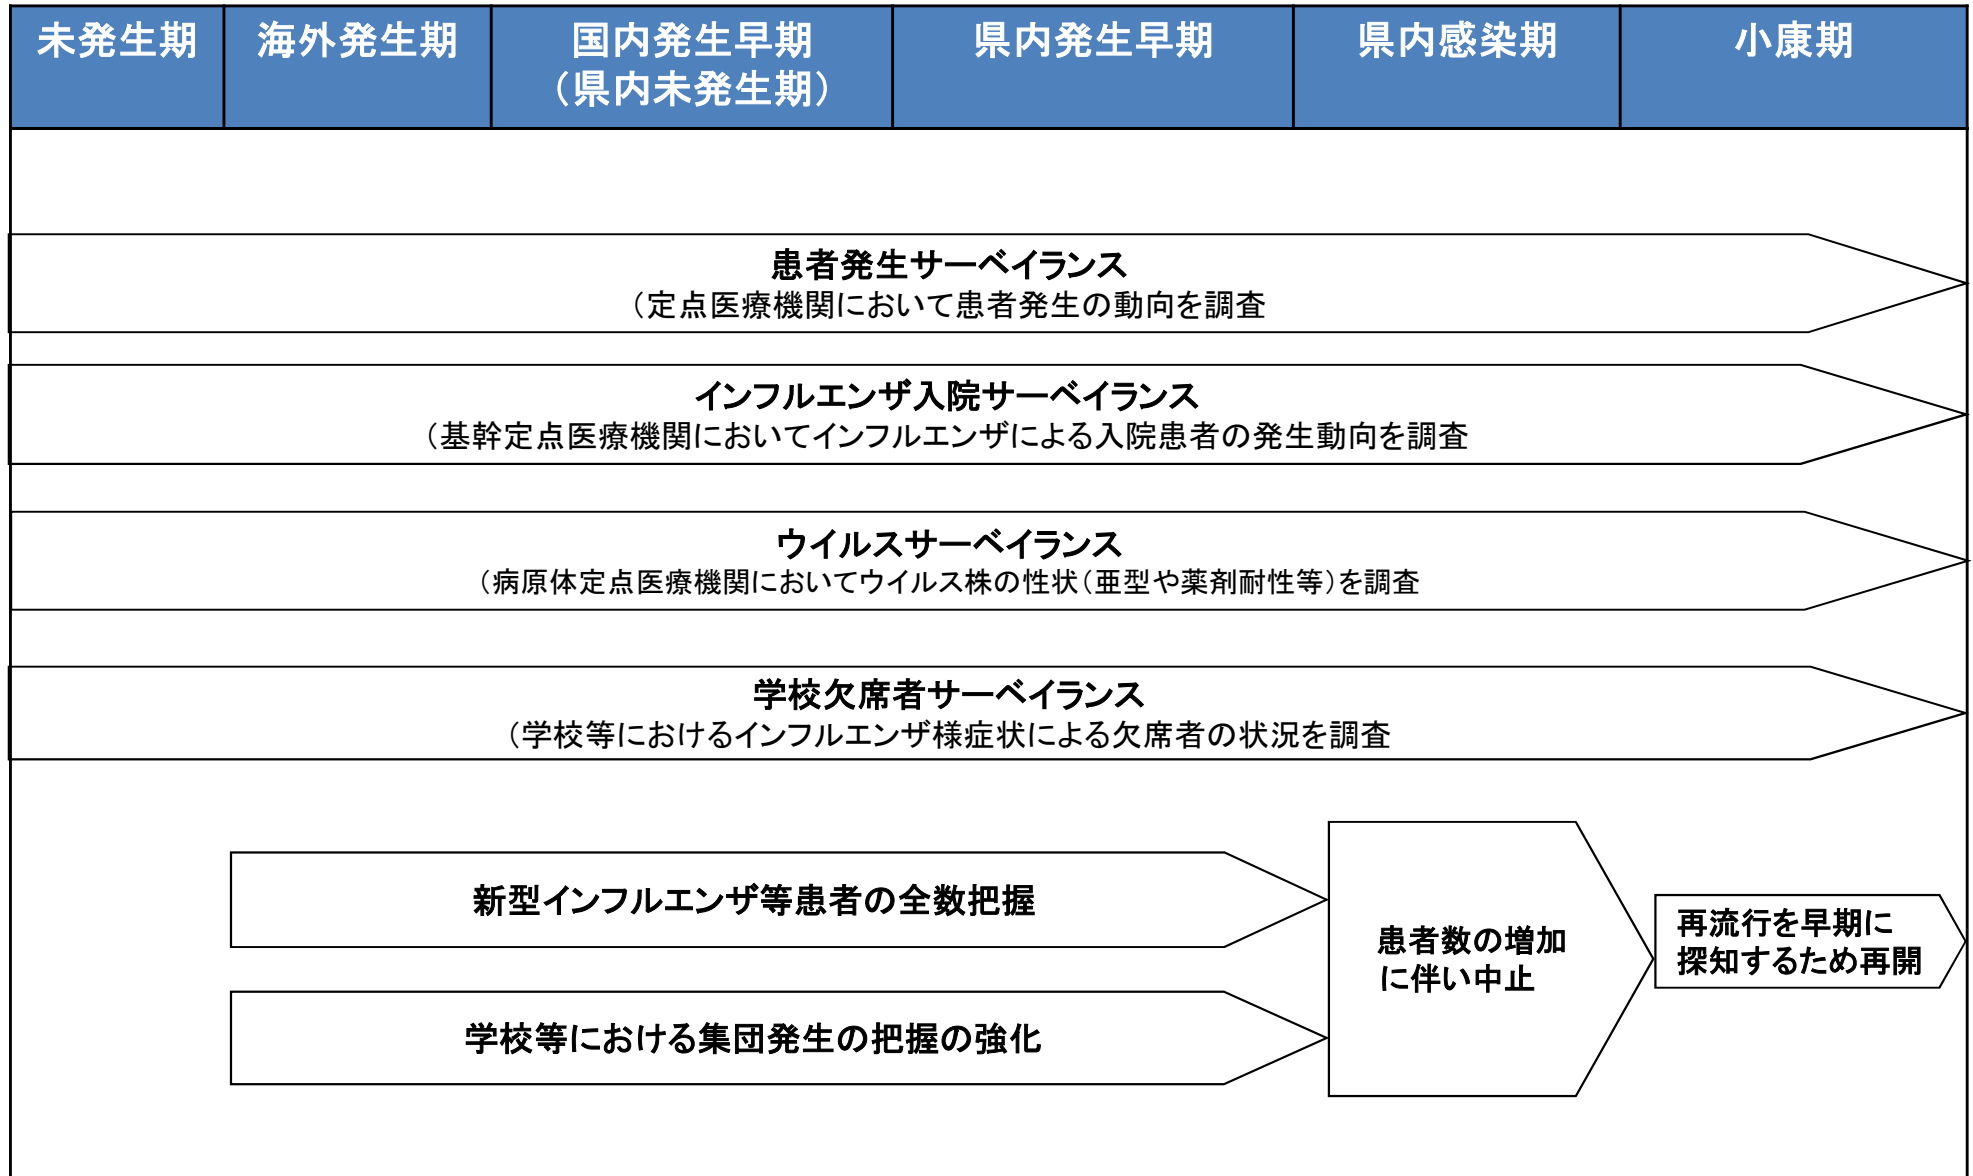 未発生期
海外発生期
国内発生早期
（県内未発生期）
県内発生早期
県内感染期
小康期
患者発生サーベイランス
（定点医療機関において患者発生の動向を調査
インフルエンザ入院サーベイランス
（基幹定点医療機関においてインフルエンザによる入院患者の発生動向を調査
ウイルスサーベイランス
（病原体定点医療機関においてウイルス株の性状（亜型や薬剤耐性等）を調査
学校欠席者サーベイランス
（学校等におけるインフルエンザ様症状による欠席者の状況を調査
新型インフルエンザ等患者の全数把握
学校等における集団発生の把握の強化
患者数の増加
に伴い中止
再流行を早期に
探知するため再開